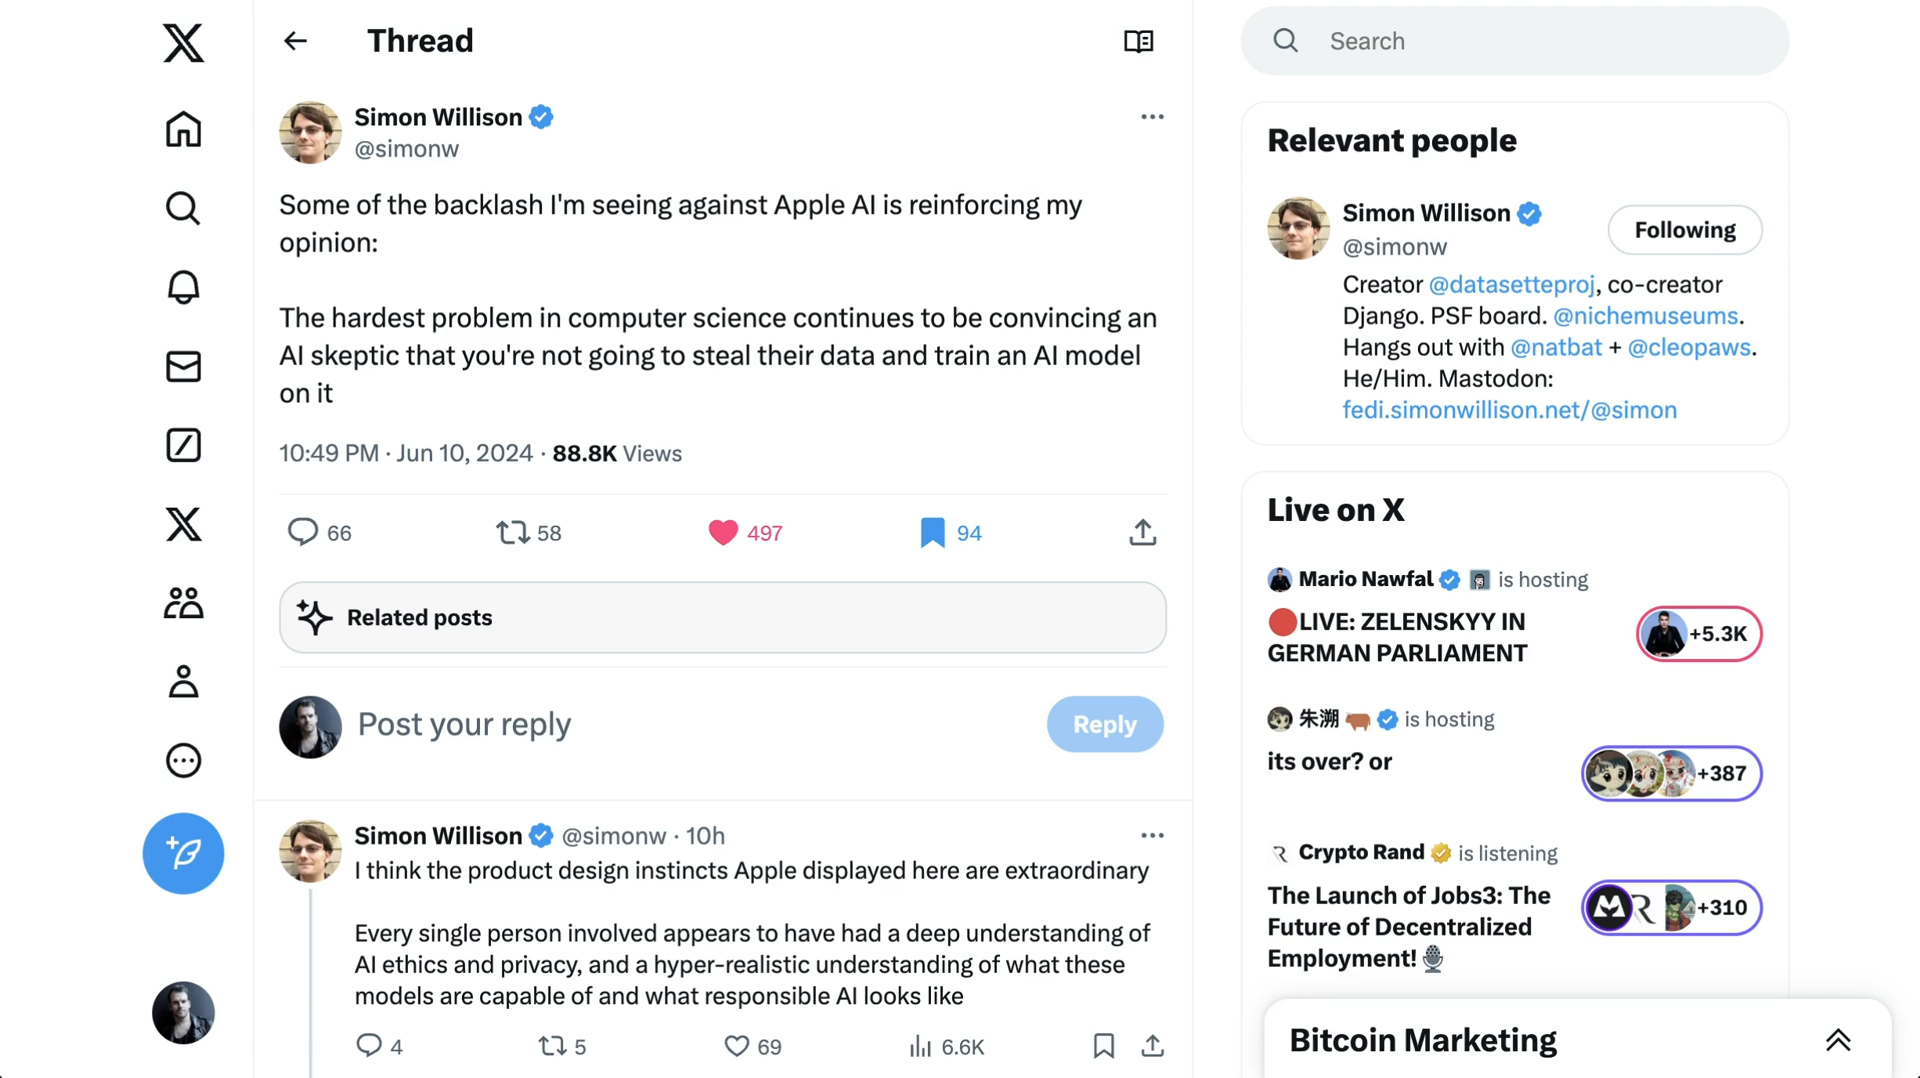 Thread
Simon Willison
@simonw
Some of the backlash I'm seeing against Apple AI is reinforcing my
opinion:
The hardest problem in computer science continues to be convincing an
AI skeptic that you're not going to steal their data and train an AI model
on it
10:49 PM · Jun 10, 2024 · 88.8K Views
66 58 497 94
Related posts
Post your reply
Reply
Simon Willison @simonw · 10h
I think the product design instincts Apple displayed here are extraordinary
Every single person involved appears to have had a deep understanding of
AI ethics and privacy, and a hyper-realistic understanding of what these
models are capable of and what responsible AI looks like
4 5 69 6.6K
Search
Relevant people
Simon Willison
@simonw
Following
Creator @datasetteproj, co-creator
Django. PSF board. @nichemuseums.
Hangs out with @natbat + @cleopaws.
He/Him. Mastodon:
fedi.simonwillison.net/@simon
Live on X
Mario Nawfal is hosting
🔴LIVE: ZELENSKYY IN
GERMAN PARLIAMENT
+5.3K
朱溯 🐂 is hosting
its over? or
+387
Crypto Rand is listening
The Launch of Jobs3: The
Future of Decentralized
Employment!🎙️
+310
Bitcoin Marketing